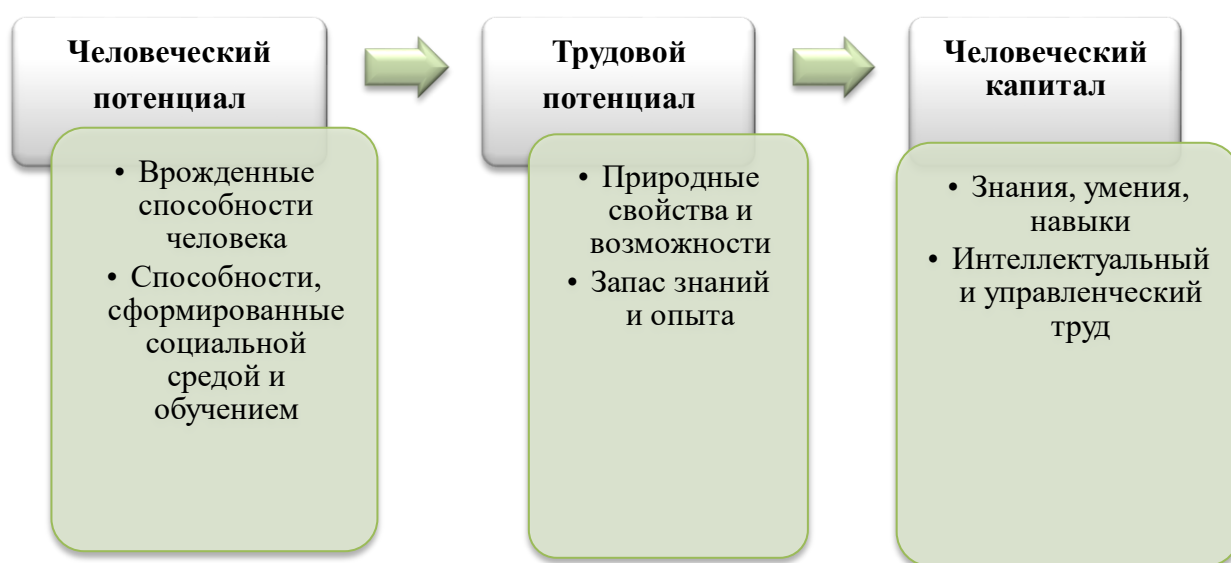 Человеческий
потенциал
• Врожденные
способности
человека
• Способности,
сформированные
социальной
средой и
обучением
Трудовой
потенциал
• Природные
свойства и
возможности
• Запас знаний
и опыта
Человеческий
капитал
• Знания, умения,
навыки
• Интеллектуальный
и управленческий
труд